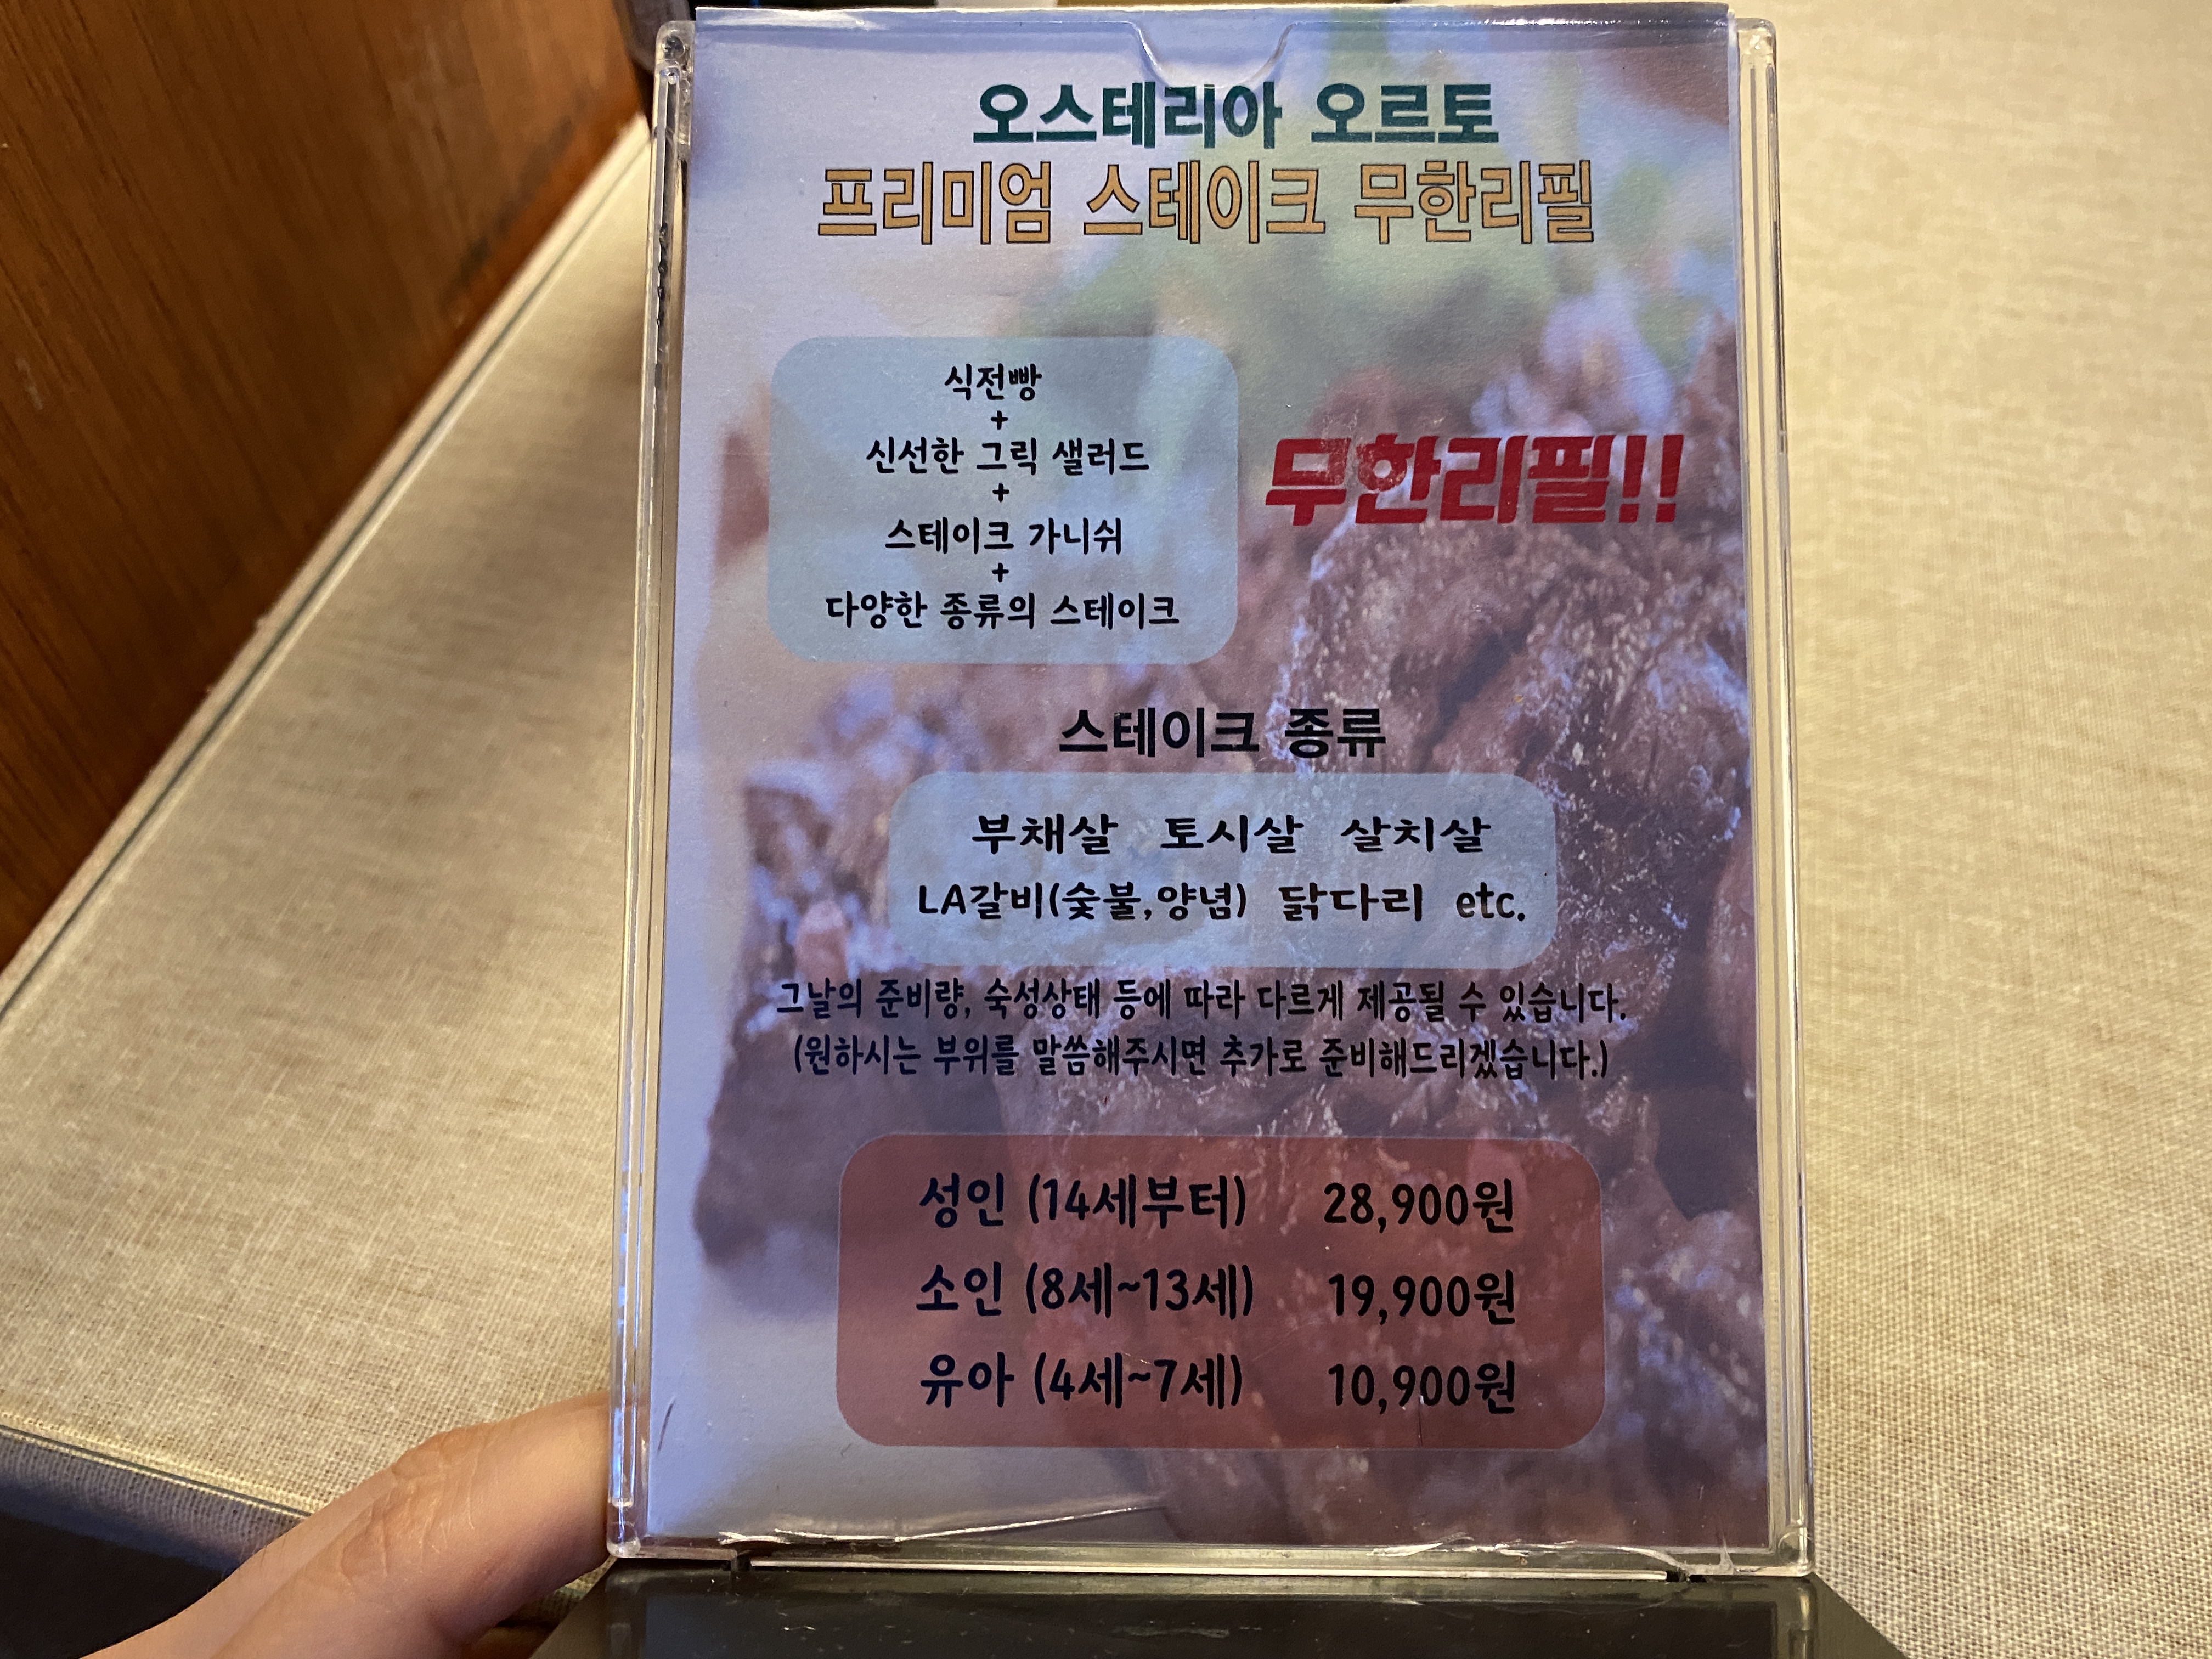 오스테리아 오르토
프리미엄 스테이크 무한리필
식전빵
+
신선한 그릭 샐러드
+
스테이크 가니쉬
+
다양한 종류의 스테이크
무한리필!!
스테이크 종류
부채살 토시살 살치살
LA갈비(숯불,양념) 닭다리 etc.
그날의 준비량, 숙성상태 등에 따라 다르게 제공될 수 있습니다.
(원하시는 부위를 말씀해주시면 추가로 준비해드리겠습니다.)
성인 (14세부터) 28,900원
소인 (8세~13세) 19,900원
유아 (4세~7세) 10,900원